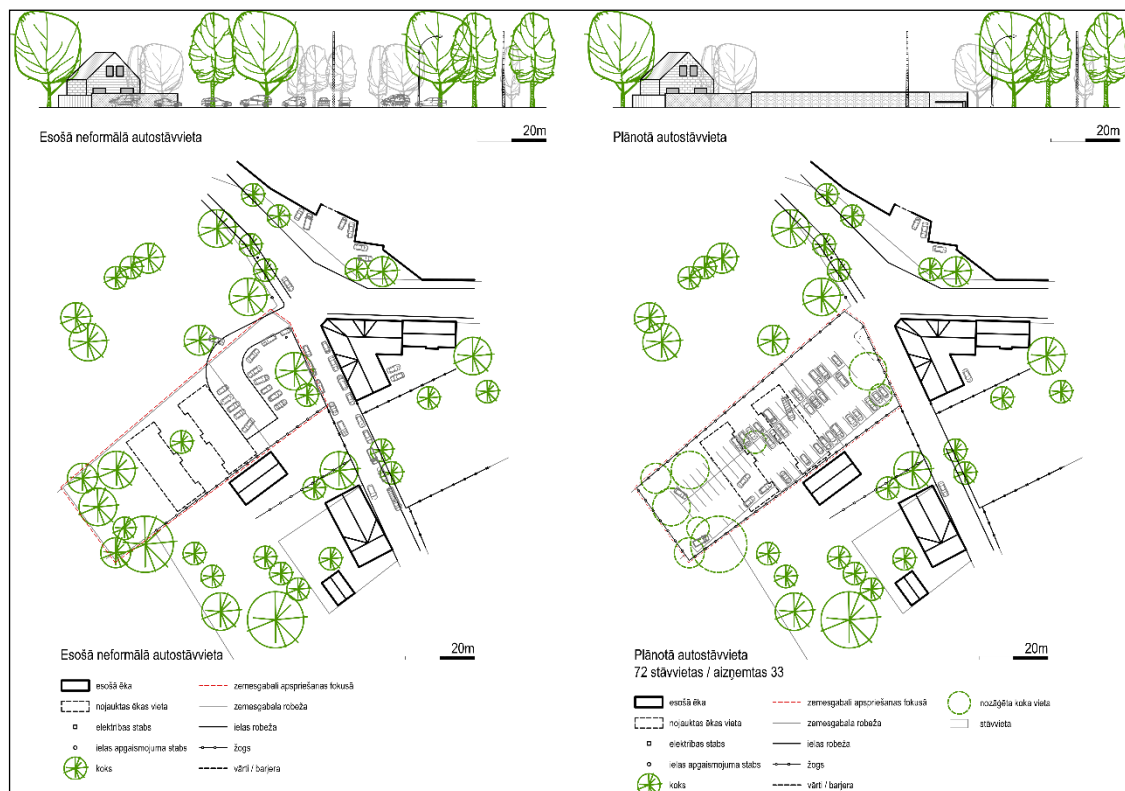 Esošā neformālā autostāvvieta
20m
Plānotā autostāvvieta
20m
20m
20m
Esošā neformālā autostāvvieta
esošā ēka
nojauktas ēkas vieta
elektrības stabs
ielas apgaismojuma stabs
koks
zemesgabali apspriešanas fokusā
zemesgabala robeža
ielas robeža
žogs
vārti / barjera
Plānotā autostāvvieta
72 stāvvietas / aizņemtas 33
esošā ēka
nojauktas ēkas vieta
elektrības stabs
ielas apgaismojuma stabs
koks
zemesgabali apspriešanas fokusā
zemesgabala robeža
ielas robeža
žogs
vārti / barjera
nozāģēta koka vieta
stāvvieta